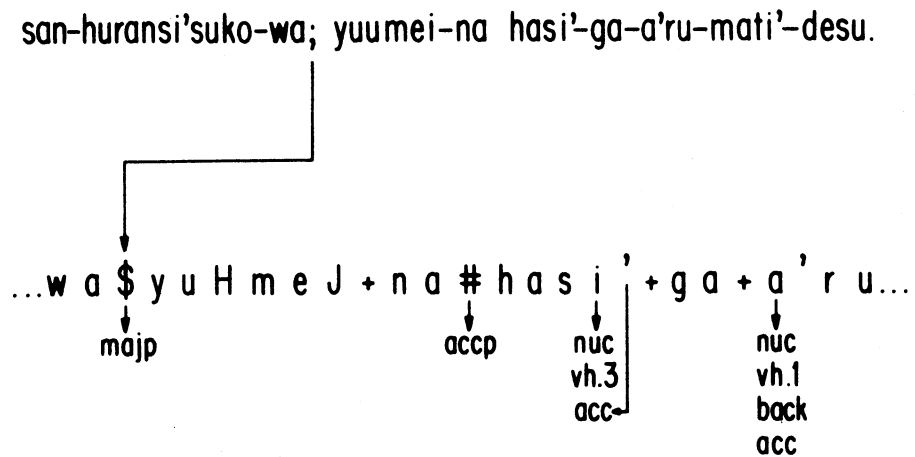 san-huransi'suko-wa; yuumei-na hasi'-ga-a'ru-mati'-desu.
...w a $ y u H m e J + n a # h a s i ' + g a + a ' r u...
majp accp nuc nuc
vh.3 vh.1
acc back
acc